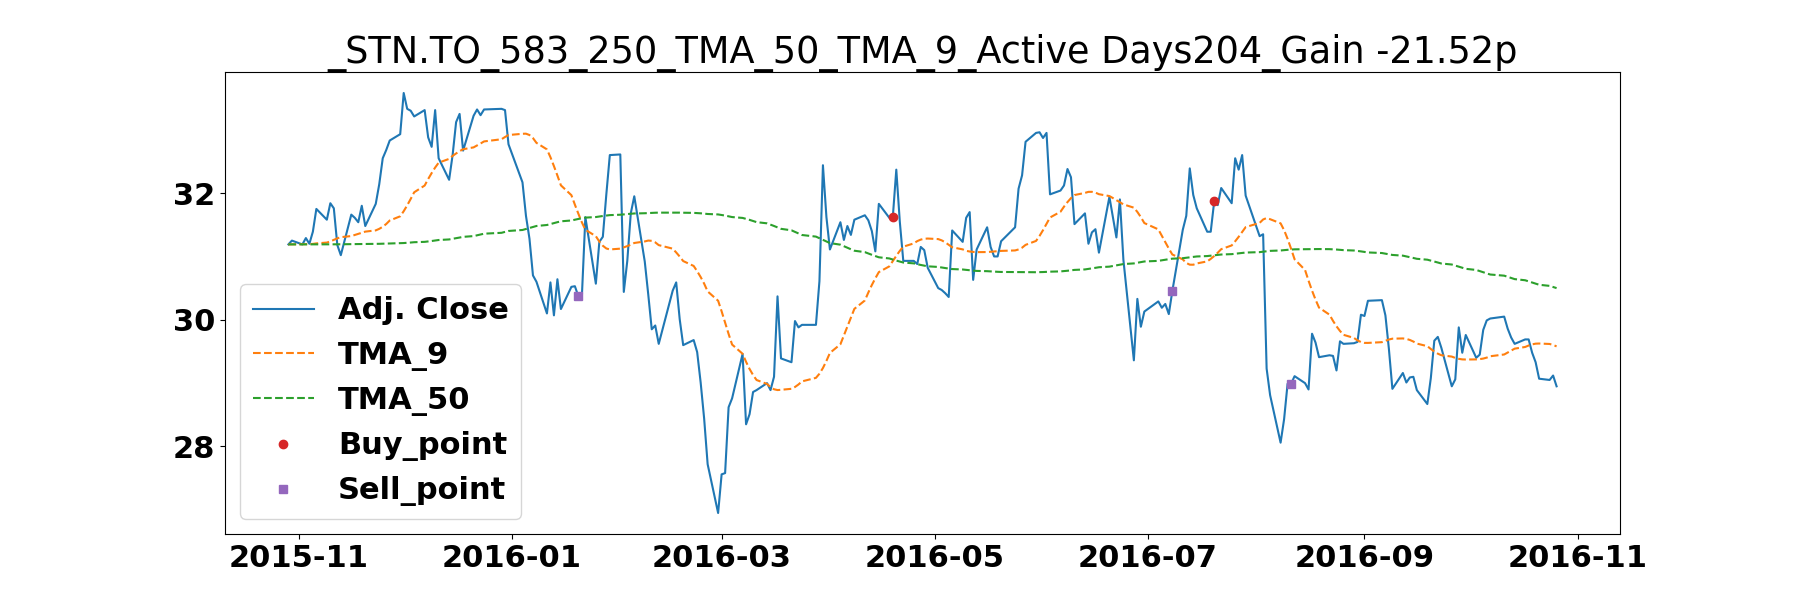 _STN.TO_583_250_TMA_50_TMA_9_Active Days204_Gain -21.52p
32
30
28
Adj. Close
TMA_9
TMA_50
Buy_point
Sell_point
2015-11 2016-01 2016-03 2016-05 2016-07 2016-09 2016-11